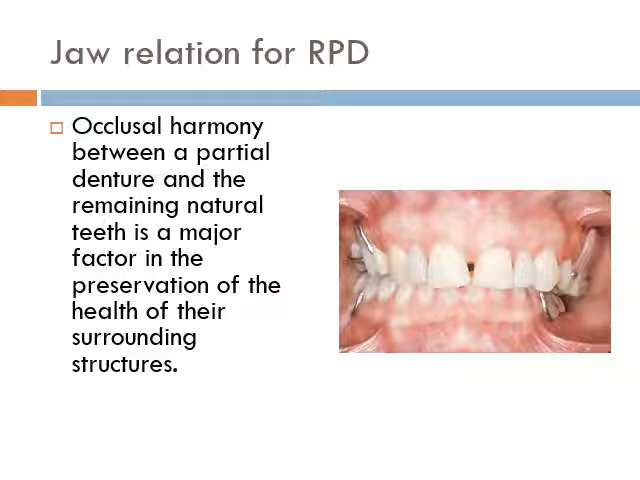 Jaw relation for RPD
Occlusal harmony
between a partial
denture and the
remaining natural
teeth is a major
factor in the
preservation of the
health of their
surrounding
structures.